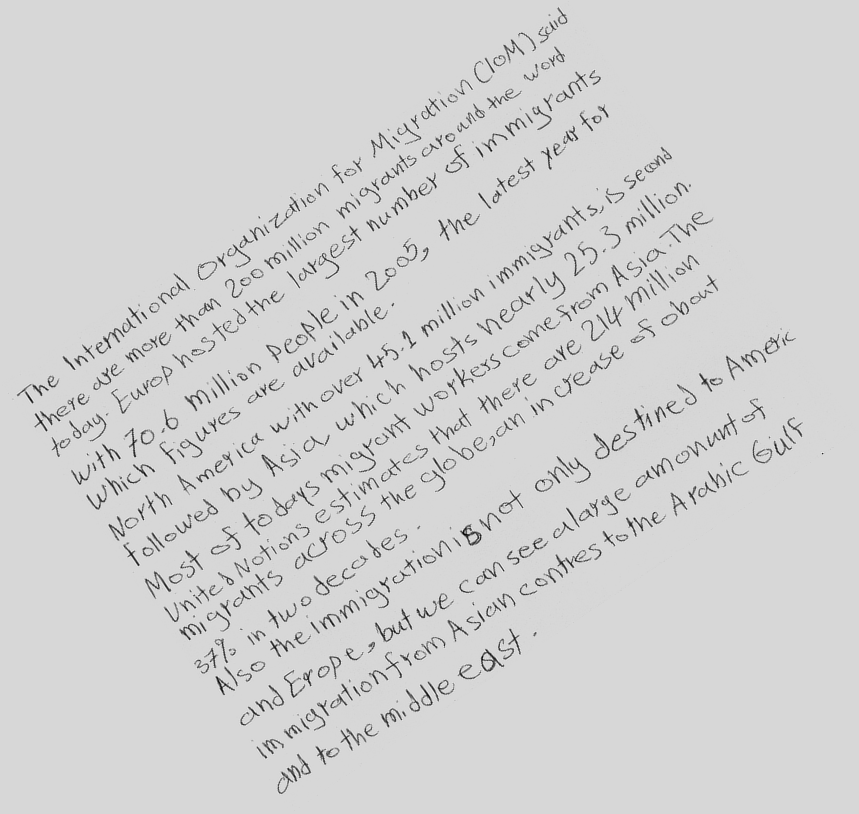 The International Organization for Migration (IOM) said
there are more than 200 million migrants around the word
today. Europ hosted the largest number of immigrants
with 70.6 million people in 2005, the latest year for
which figures are available.
North America with over 45.1 million immigrants, is second
followed by Asia, which hosts nearly 25.3 million.
Most of todays migrant workers come from Asia. The
United Notions estimates that there are 214 million
migrants across the globe, an increase of obout
37% in two decades.
Also the immigration is not only destined to Americ
and Erope, but we can see a large amonunt of
immigration from Asian contres to the Arabic Gulf
and to the middle east.